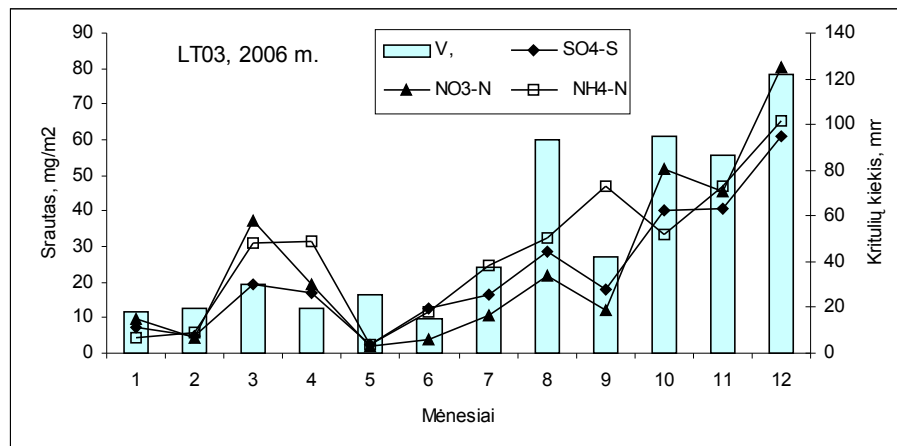 LT03, 2006 m.
V,
SO4-S
NO3-N
NH4-N
Srautas, mg/m2
90
80
70
60
50
40
30
20
10
0
Kritulių kiekis, mm
140
120
100
80
60
40
20
0
1 2 3 4 5 6 7 8 9 10 11 12
Mėnesiai